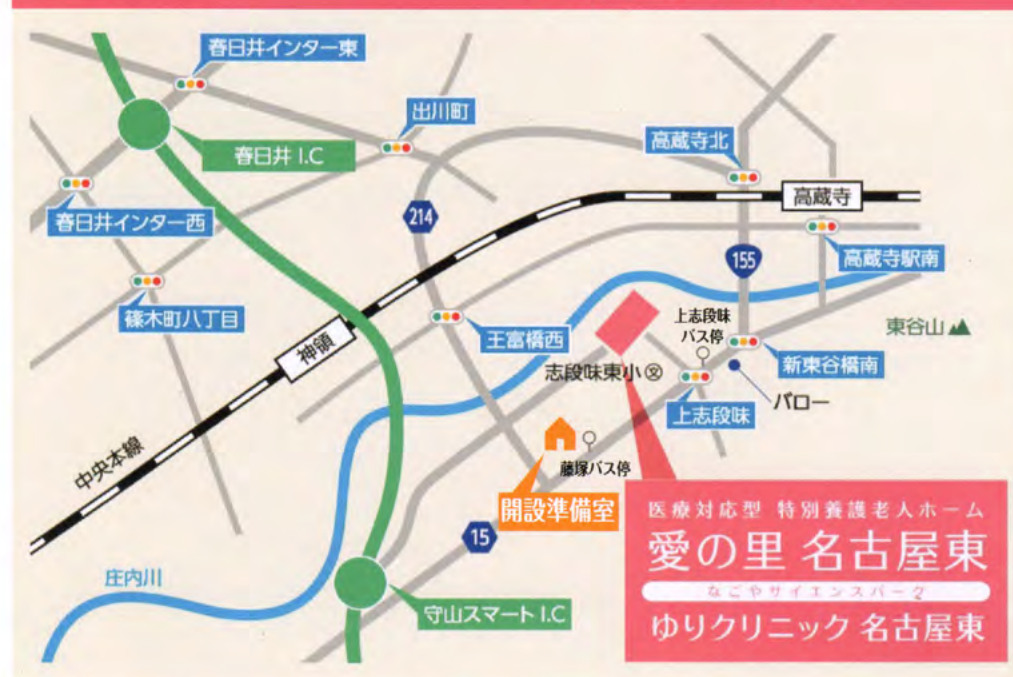 春日井インター東
出川町
春日井 I.C
高蔵寺北
高蔵寺
春日井インター西
214
155
高蔵寺駅南
篠木町八丁目
神領
王富橋西
上志段味
バス停
東谷山
新東谷橋南
志段味東小
文
バロー
上志段味
中央本線
藤塚バス停
開設準備室
15
庄内川
守山スマート I.C
医療対応型 特別養護老人ホーム
愛の里 名古屋東
なごやサイエンスパーク
ゆりクリニック 名古屋東